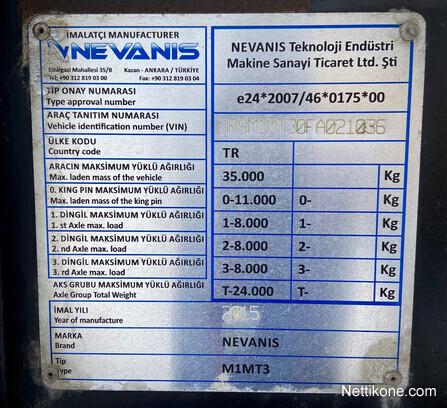 İMALATÇI MANUFACTURER
NEVANIS
Emirgazi Mahallesi 35/B Kazan - ANKARA / TÜRKİYE
Tel: +90 312 819 03 00 Fax: +90 312 819 03 04
NEVANIS Teknoloji Endüstri
Makine Sanayi Ticaret Ltd. Şti
TİP ONAY NUMARASI
Type approval number
e24*2007/46*0175*00
ARAÇ TANITIM NUMARASI
Vehicle identification number (VIN)
ÜLKE KODU
Country code
TR
ARACIN MAKSİMUM YÜKLÜ AĞIRLIĞI
Max. laden mass of the vehicle
35.000 Kg
0. KING PIN MAKSİMUM YÜKLÜ AĞIRLIĞI
Max. laden mass of the king pin
0-11.000 0- Kg
1. DİNGİL MAKSİMUM YÜKLÜ AĞIRLIĞI
1. st Axle max. load
1-8.000 1- Kg
2. DİNGİL MAKSİMUM YÜKLÜ AĞIRLIĞI
2. nd Axle max. load
2-8.000 2- Kg
3. DİNGİL MAKSİMUM YÜKLÜ AĞIRLIĞI
3. rd Axle max. load
3-8.000 3- Kg
AKS GRUBU MAKSİMUM YÜKLÜ AĞIRLIĞI
Axle Group Total Weight
T-24.000 T- Kg
İMAL YILI
Year of manufacture
2015
MARKA
Brand
NEVANIS
Tip
Type
M1MT3
Nettikone.com